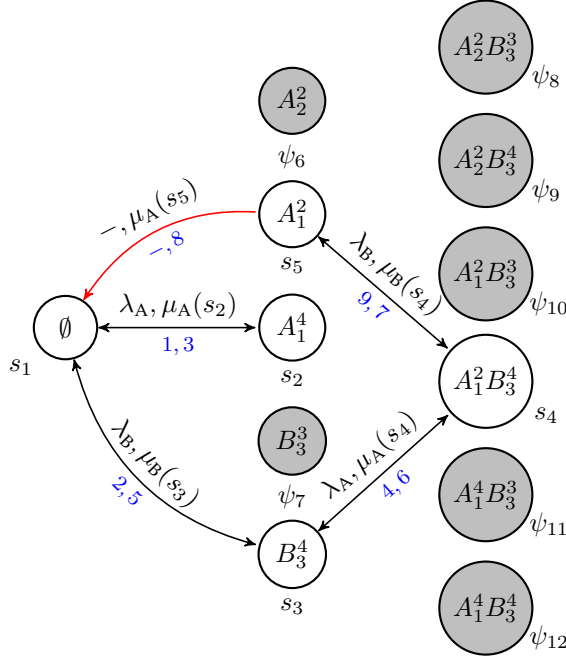 A_2^2 B_3^3
ψ_8
A_2^2
ψ_6
A_2^2 B_3^4
ψ_9
−, μ_A(s_5)
−, 8
A_1^2
s_5
λ_B, μ_B(s_4)
9, 7
A_1^2 B_3^3
ψ_10
∅
s_1
λ_A, μ_A(s_2)
1, 3
A_1^4
s_2
A_1^2 B_3^4
s_4
λ_B, μ_B(s_3)
2, 5
B_3^3
ψ_7
λ_A, μ_A(s_4)
4, 6
A_1^4 B_3^3
ψ_11
B_3^4
s_3
A_1^4 B_3^4
ψ_12